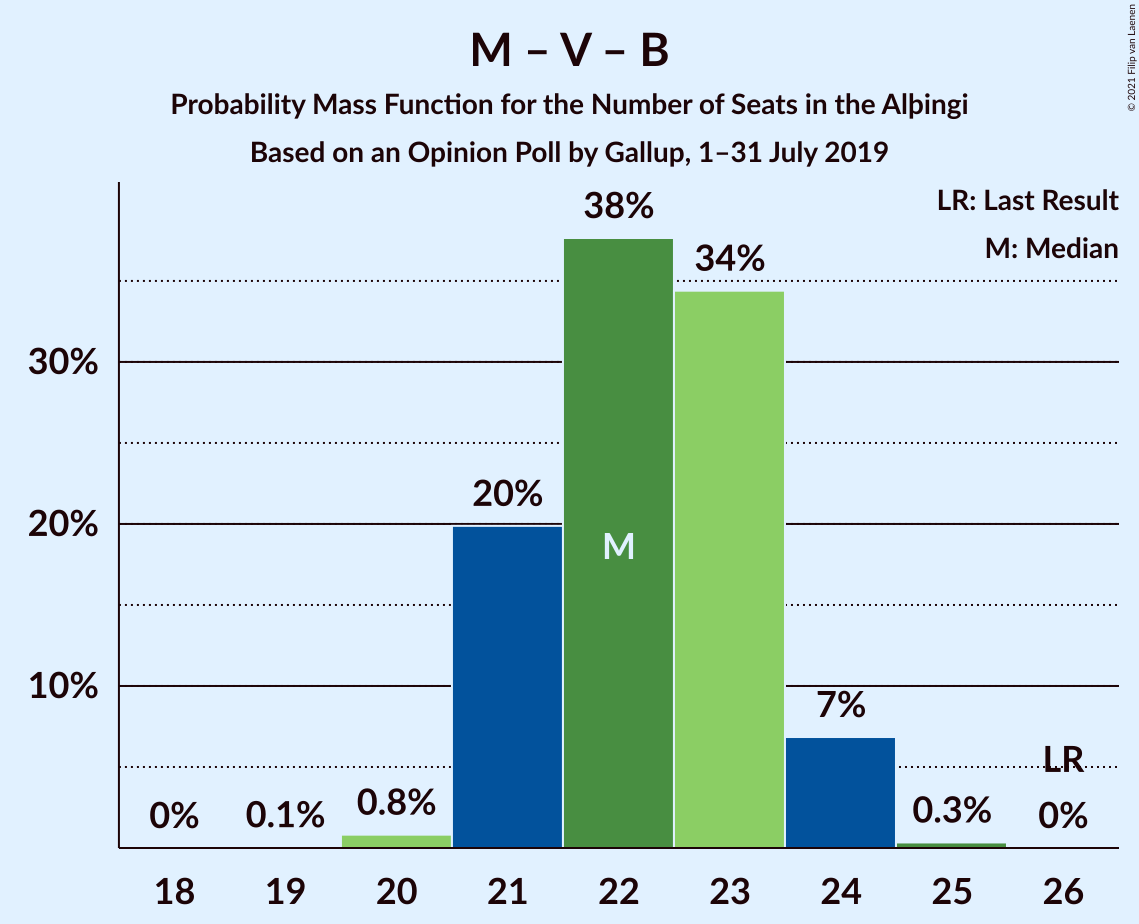 M – V – B
Probability Mass Function for the Number of Seats in the Alþingi
Based on an Opinion Poll by Gallup, 1–31 July 2019
© 2021 Filip van Laenen
LR: Last Result
M: Median
38%
34%
30%
20%
20%
M
10%
7%
LR
0%
0.1%
0.8%
0.3%
0%
18 19 20 21 22 23 24 25 26